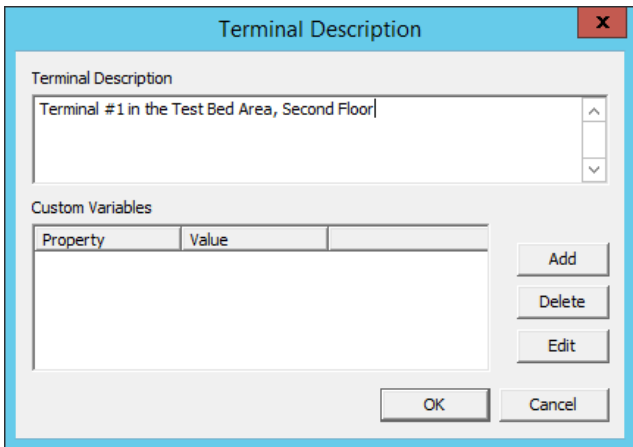 Terminal Description
x
Terminal Description
Terminal #1 in the Test Bed Area, Second Floor
Custom Variables
Property Value
Add
Delete
Edit
OK Cancel